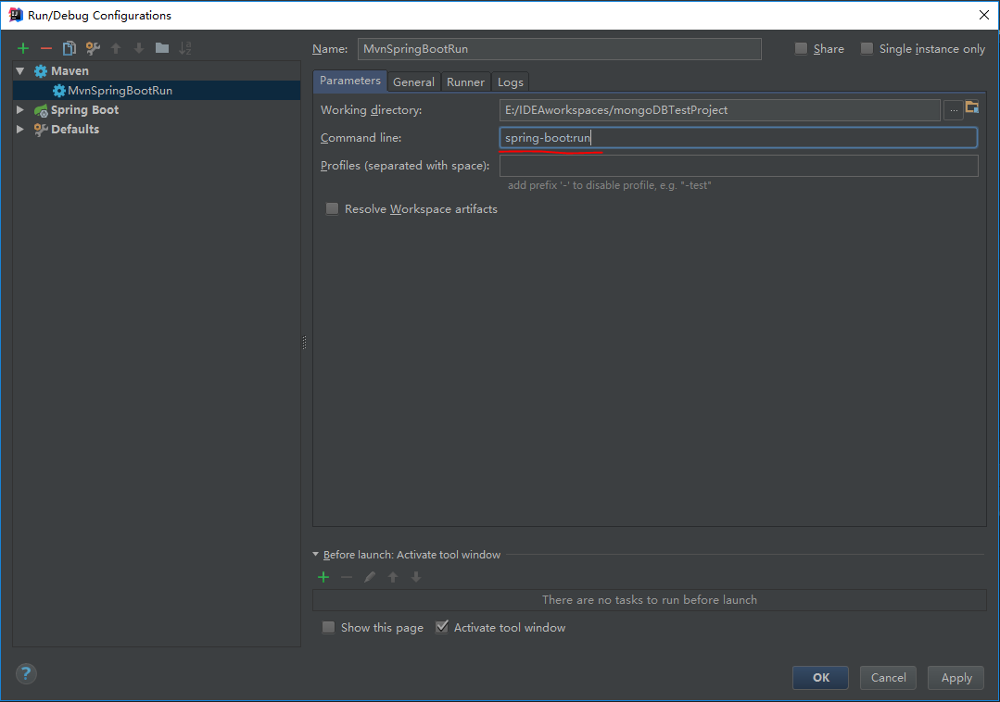 Run/Debug Configurations
Name: MvnSpringBootRun Share Single instance only
Maven
MvnSpringBootRun
Spring Boot
Defaults
Parameters General Runner Logs
Working directory: E:/IDEAworkspaces/mongoDBTestProject ...
Command line: spring-boot:run
Profiles (separated with space):
add prefix '-' to disable profile, e.g. "-test"
Resolve Workspace artifacts
Before launch: Activate tool window
There are no tasks to run before launch
Show this page Activate tool window
? OK Cancel Apply